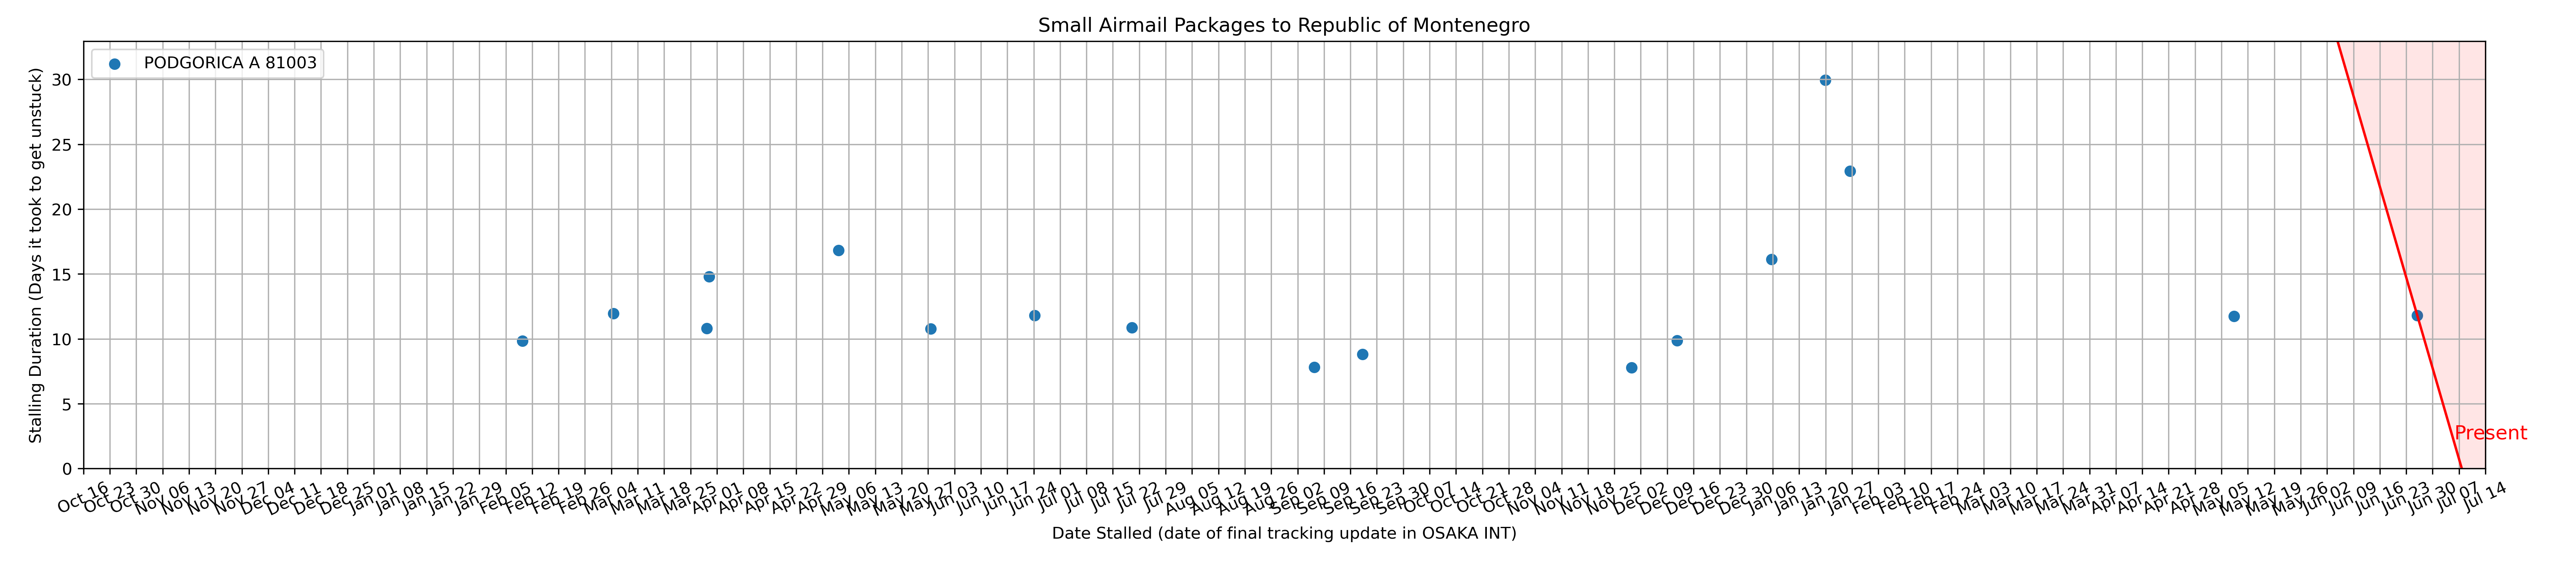 Small Airmail Packages to Republic of Montenegro
PODGORICA A 81003
Stalling Duration (Days it took to get unstuck)
30
25
20
15
10
5
0
Present
Oct 16
Oct 23
Oct 30
Nov 06
Nov 13
Nov 20
Nov 27
Dec 04
Dec 11
Dec 18
Dec 25
Jan 01
Jan 08
Jan 15
Jan 22
Jan 29
Feb 05
Feb 12
Feb 19
Feb 26
Mar 04
Mar 11
Mar 18
Mar 25
Apr 01
Apr 08
Apr 15
Apr 22
Apr 29
May 06
May 13
May 20
May 27
Jun 03
Jun 10
Jun 17
Jun 24
Jul 01
Jul 08
Jul 15
Jul 22
Jul 29
Aug 05
Aug 12
Aug 19
Aug 26
Sep 02
Sep 09
Sep 16
Sep 23
Sep 30
Oct 07
Oct 14
Oct 21
Oct 28
Nov 04
Nov 11
Nov 18
Nov 25
Dec 02
Dec 09
Dec 16
Dec 23
Dec 30
Jan 06
Jan 13
Jan 20
Jan 27
Feb 03
Feb 10
Feb 17
Feb 24
Mar 03
Mar 10
Mar 17
Mar 24
Mar 31
Apr 07
Apr 14
Apr 21
Apr 28
May 05
May 12
May 19
May 26
Jun 02
Jun 09
Jun 16
Jun 23
Jun 30
Jul 07
Jul 14
Date Stalled (date of final tracking update in OSAKA INT)